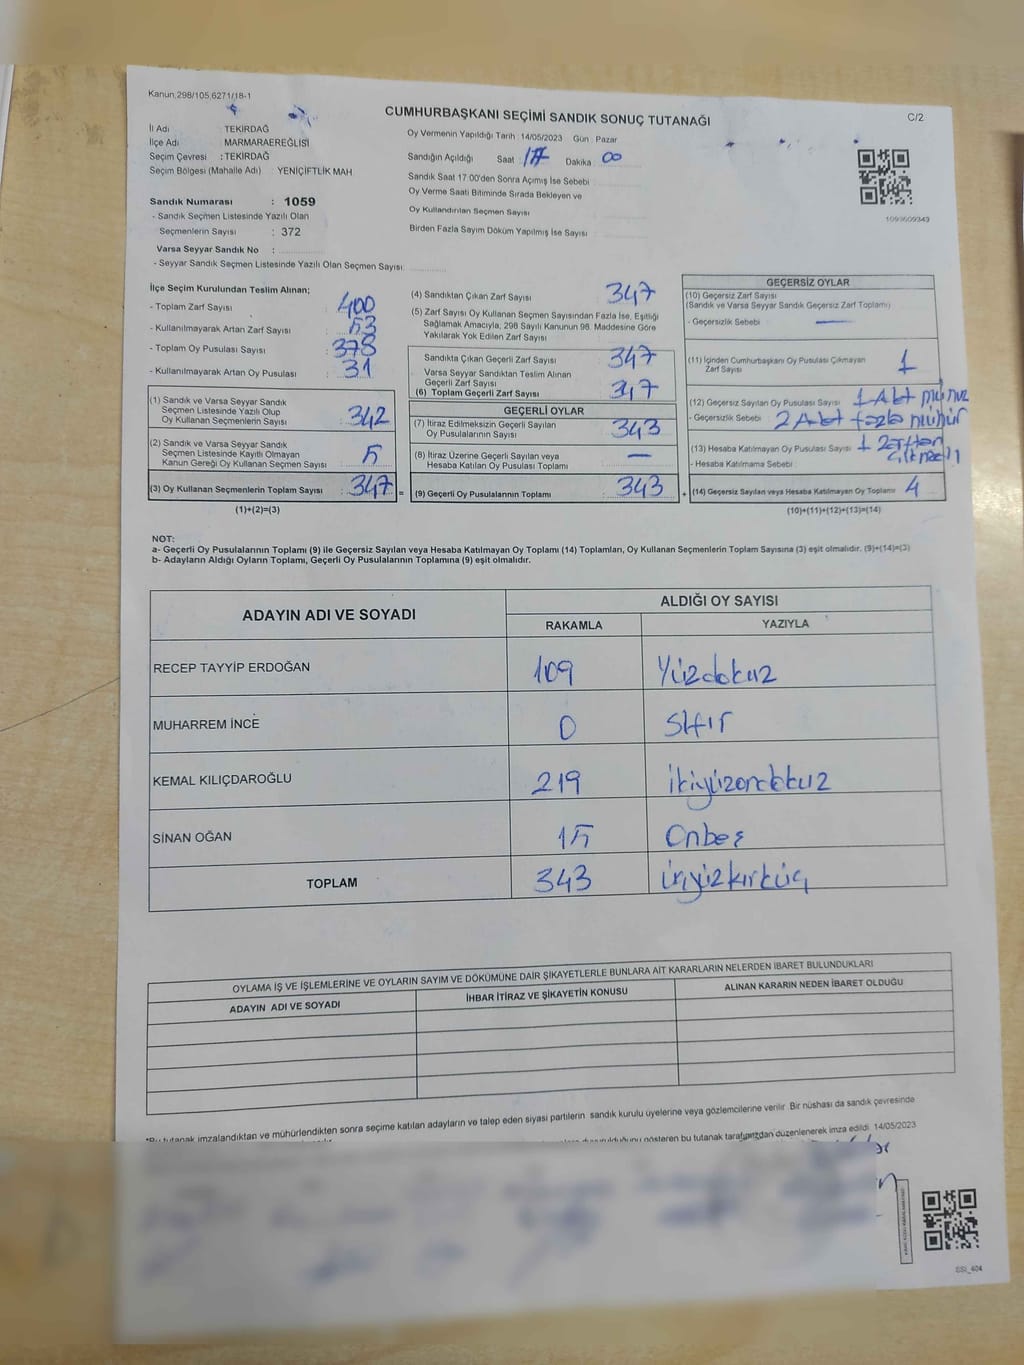 Kanun,298/105,6271/18-1
CUMHURBAŞKANI SEÇİMİ SANDIK SONUÇ TUTANAĞI
C/2
İl Adı TEKİRDAĞ
İlçe Adı MARMARAEREĞLİSİ
Seçim Çevresi : TEKİRDAĞ
Seçim Bölgesi (Mahalle Adı) YENİÇİFTLİK MAH
Sandık Numarası : 1059
- Sandık Seçmen Listesinde Yazılı Olan
Seçmenlerin Sayısı : 372
Varsa Seyyar Sandık No :
- Seyyar Sandık Seçmen Listesinde Yazılı Olan Seçmen Sayısı:
Oy Vermenin Yapıldığı Tarih :14/05/2023 Gün : Pazar
Sandığın Açıldığı Saat : 17 Dakika : 00
Sandık Saat 17.00'den Sonra Açımış İse Sebebi :
Oy Verme Saati Bitiminde Sırada Bekleyen ve
Oy Kullandırılan Seçmen Sayısı
Birden Fazla Sayım Döküm Yapılmış İse Sayısı :
1093609343
İlçe Seçim Kurulundan Teslim Alınan;
- Toplam Zarf Sayısı : 400
- Kullanılmayarak Artan Zarf Sayısı : 53
- Toplam Oy Pusulası Sayısı : 378
- Kullanılmayarak Artan Oy Pusulası : 31
(1) Sandık ve Varsa Seyyar Sandık
Seçmen Listesinde Yazılı Olup
Oy Kullanan Seçmenlerin Sayısı : 342
(2) Sandık ve Varsa Seyyar Sandık
Seçmen Listesinde Kayıtlı Olmayan
Kanun Gereği Oy Kullanan Seçmen Sayısı : 5
(3) Oy Kullanan Seçmenlerin Toplam Sayısı : 347 =
(1)+(2)=(3)
(4) Sandıktan Çıkan Zarf Sayısı : 347
(5) Zarf Sayısı Oy Kullanan Seçmen Sayısından Fazla İse, Eşitliği
Sağlamak Amacıyla, 298 Sayılı Kanunun 98. Maddesine Göre
Yakılarak Yok Edilen Zarf Sayısı :
Sandıkta Çıkan Geçerli Zarf Sayısı : 347
Varsa Seyyar Sandıktan Teslim Alınan
Geçerli Zarf Sayısı :
(6) Toplam Geçerli Zarf Sayısı : 347
GEÇERLİ OYLAR
(7) İtiraz Edilmeksizin Geçerli Sayılan
Oy Pusulalarının Sayısı : 343
(8) İtiraz Üzerine Geçerli Sayılan veya
Hesaba Katılan Oy Pusulası Toplamı : —
(9) Geçerli Oy Pusulalarının Toplamı : 343 +
GEÇERSİZ OYLAR
(10) Geçersiz Zarf Sayısı
(Sandık ve Varsa Seyyar Sandık Geçersiz Zarf Toplamı) :
- Geçersizlik Sebebi : —
(11) İçinden Cumhurbaşkanı Oy Pusulası Çıkmayan
Zarf Sayısı : 1
(12) Geçersiz Sayılan Oy Pusulası Sayısı : 1 Adet
- Geçersizlik Sebebi : 2 Adet fazla mühür
(13) Hesaba Katılmayan Oy Pusulası Sayısı : 1 zarftan
- Hesaba Katılmama Sebebi : çıkmadı
(14) Geçersiz Sayılan veya Hesaba Katılmayan Oy Toplamı : 4
(10)+(11)+(12)+(13)=(14)
NOT:
a- Geçerli Oy Pusulalarının Toplamı (9) ile Geçersiz Sayılan veya Hesaba Katılmayan Oy Toplamı (14) Toplamları, Oy Kullanan Seçmenlerin Toplam Sayısına (3) eşit olmalıdır. (9)+(14)=(3)
b- Adayların Aldığı Oyların Toplamı, Geçerli Oy Pusulalarının Toplamına (9) eşit olmalıdır.
ADAYIN ADI VE SOYADI ALDIĞI OY SAYISI
RAKAMLA YAZIYLA
RECEP TAYYİP ERDOĞAN 109 Yüzdokuz
MUHARREM İNCE 0 Sıfır
KEMAL KILIÇDAROĞLU 219 ikiyüzondokuz
SİNAN OĞAN 15 Onbeş
TOPLAM 343 üçyüzkırküç
OYLAMA İŞ VE İŞLEMLERİNE VE OYLARIN SAYIM VE DÖKÜMÜNE DAİR ŞİKAYETLERLE BUNLARA AİT KARARLARIN NELERDEN İBARET BULUNDUKLARI
ADAYIN ADI VE SOYADI İHBAR İTİRAZ VE ŞİKAYETİN KONUSU ALINAN KARARIN NEDEN İBARET OLDUĞU
*Bu tutanak imzalandıktan ve mühürlendikten sonra seçime katılan adayların ve talep eden siyasi partilerin sandık kurulu üyelerine veya gözlemcilerine verilir. Bir nüshası da sandık çevresinde
gösteren bu tutanak tarafımızdan düzenlenerek imza edildi. 14/05/2023
SSI_404